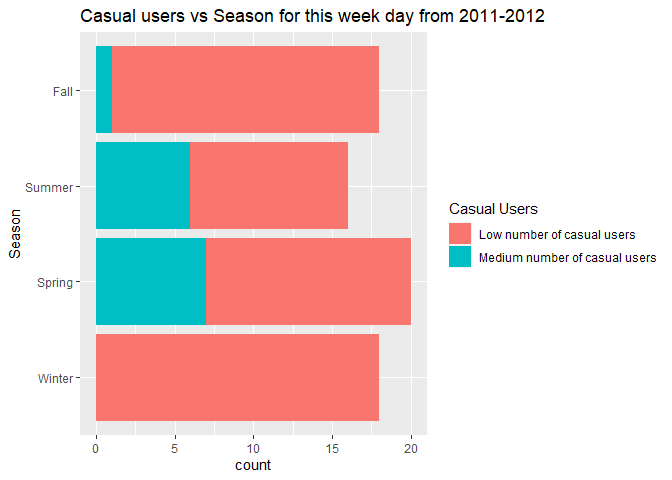 Casual users vs Season for this week day from 2011-2012
Fall
Summer
Spring
Winter
Season
0 5 10 15 20
count
Casual Users
Low number of casual users
Medium number of casual users